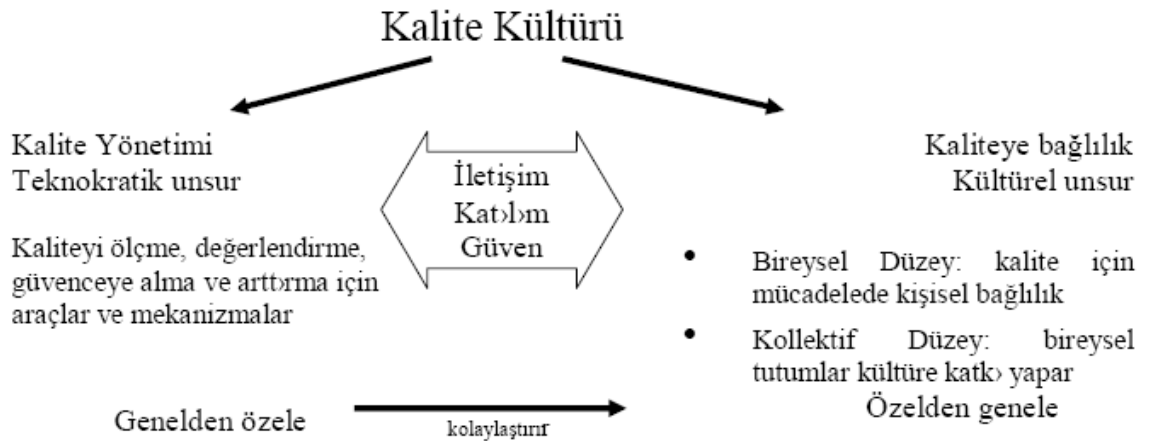 Kalite Kültürü
Kalite Yönetimi
Teknokratik unsur
Kaliteyi ölçme, değerlendirme,
güvenceye alma ve artt›rma için
araçlar ve mekanizmalar
İletişim
Kat›l›m
Güven
Kaliteye bağlılık
Kültürel unsur
• Bireysel Düzey: kalite için
mücadelede kişisel bağlılık
• Kollektif Düzey: bireysel
tutumlar kültüre katk› yapar
Genelden özele
kolaylaştırır
Özelden genele